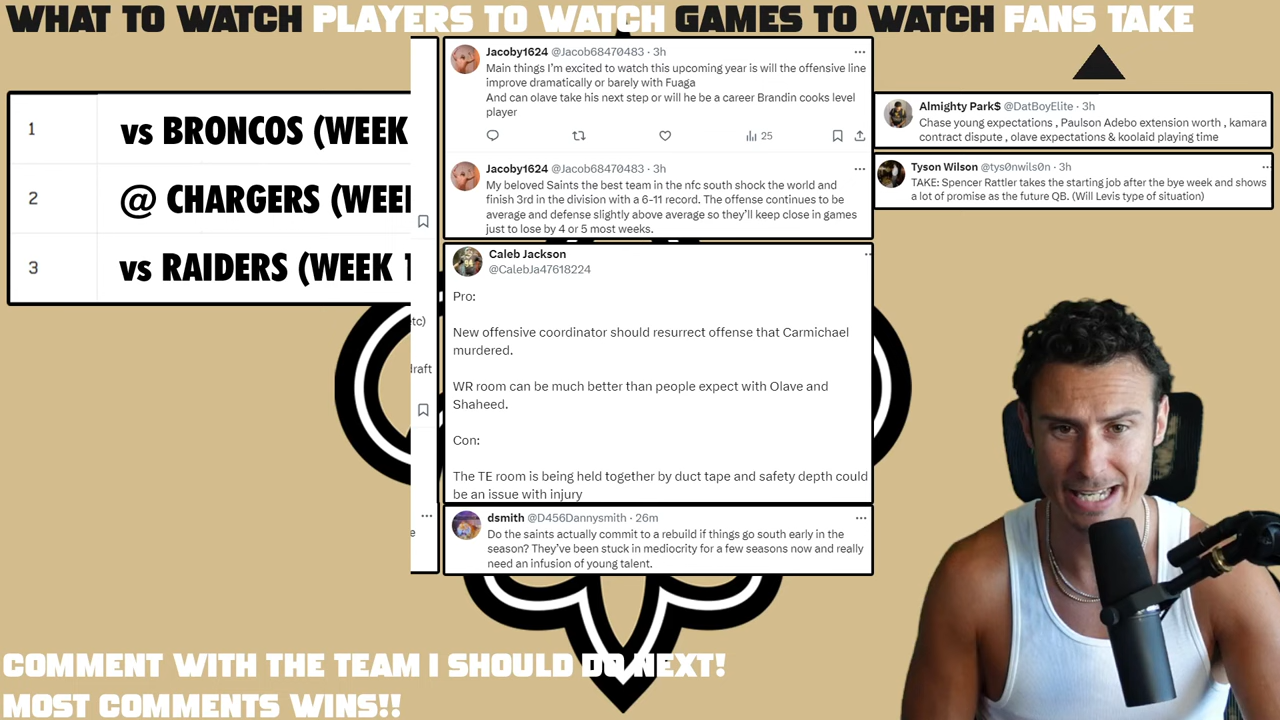 WHAT TO WATCH PLAYERS TO WATCH GAMES TO WATCH FANS TAKE
1 vs BRONCOS (WEEK
2 @ CHARGERS (WEE
3 vs RAIDERS (WEEK 1
etc)
draft
Jacoby1624 @Jacob68470483 · 3h
Main things I'm excited to watch this upcoming year is will the offensive line
improve dramatically or barely with Fuaga
And can olave take his next step or will he be a career Brandin cooks level
player
25
Jacoby1624 @Jacob68470483 · 3h
My beloved Saints the best team in the nfc south shock the world and
finish 3rd in the division with a 6-11 record. The offense continues to be
average and defense slightly above average so they'll keep close in games
just to lose by 4 or 5 most weeks.
Caleb Jackson
@CalebJa47618224
Pro:
New offensive coordinator should resurrect offense that Carmichael
murdered.
WR room can be much better than people expect with Olave and
Shaheed.
Con:
The TE room is being held together by duct tape and safety depth could
be an issue with injury
dsmith @D456Dannysmith · 26m
Do the saints actually commit to a rebuild if things go south early in the
season? They've been stuck in mediocrity for a few seasons now and really
need an infusion of young talent.
Almighty Park$ @DatBoyElite · 3h
Chase young expectations , Paulson Adebo extension worth , kamara
contract dispute , olave expectations & koolaid playing time
Tyson Wilson @tys0nwils0n · 3h
TAKE: Spencer Rattler takes the starting job after the bye week and shows
a lot of promise as the future QB. (Will Levis type of situation)
COMMENT WITH THE TEAM I SHOULD DO NEXT!
MOST COMMENTS WINS!!